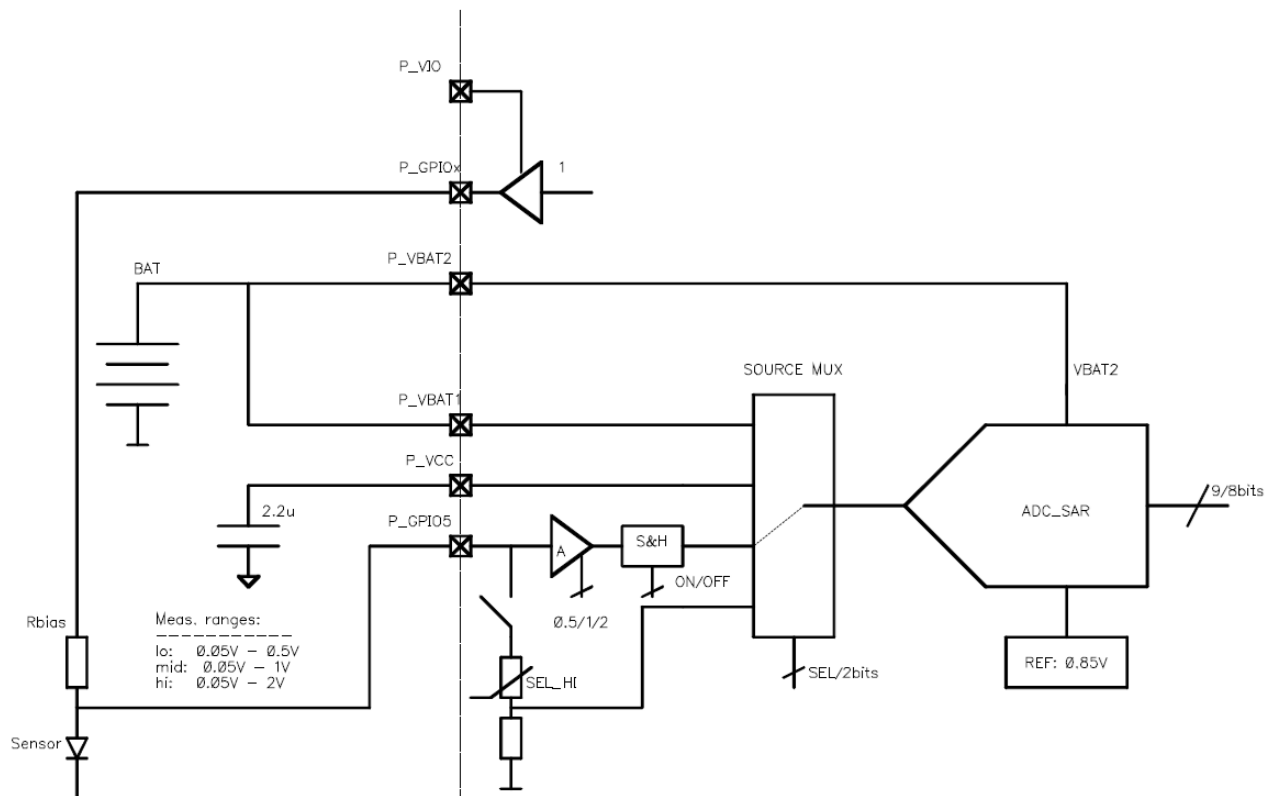 P_VIO
P_GPIOx
1
P_VBAT2
BAT
SOURCE MUX
VBAT2
P_VBAT1
P_VCC
2.2u
P_GPIO5
A
S&H
ON/OFF
0.5/1/2
ADC_SAR
9/8bits
Rbias
Meas. ranges:
------------
lo: 0.05V - 0.5V
mid: 0.05V - 1V
hi: 0.05V - 2V
SEL_HI
SEL/2bits
REF: 0.85V
Sensor